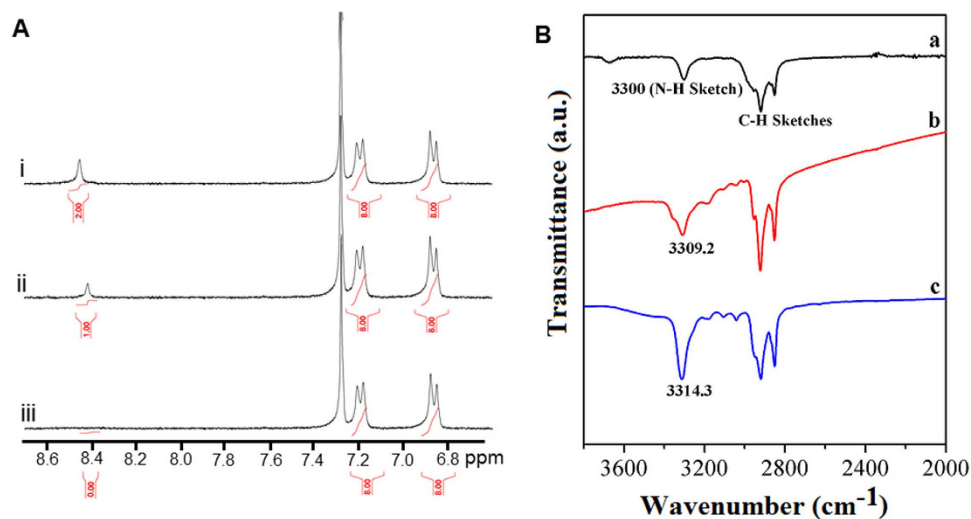 A
i
2.00
8.00
8.00
ii
1.00
8.00
8.00
iii
8.6 8.4 8.2 8.0 7.8 7.6 7.4 7.2 7.0 6.8 ppm
0.00
8.00
8.00
B
a
3300 (N-H Sketch)
C-H Sketches
b
3309.2
c
3314.3
Transmittance (a.u.)
3600 3200 2800 2400 2000
Wavenumber (cm-1)